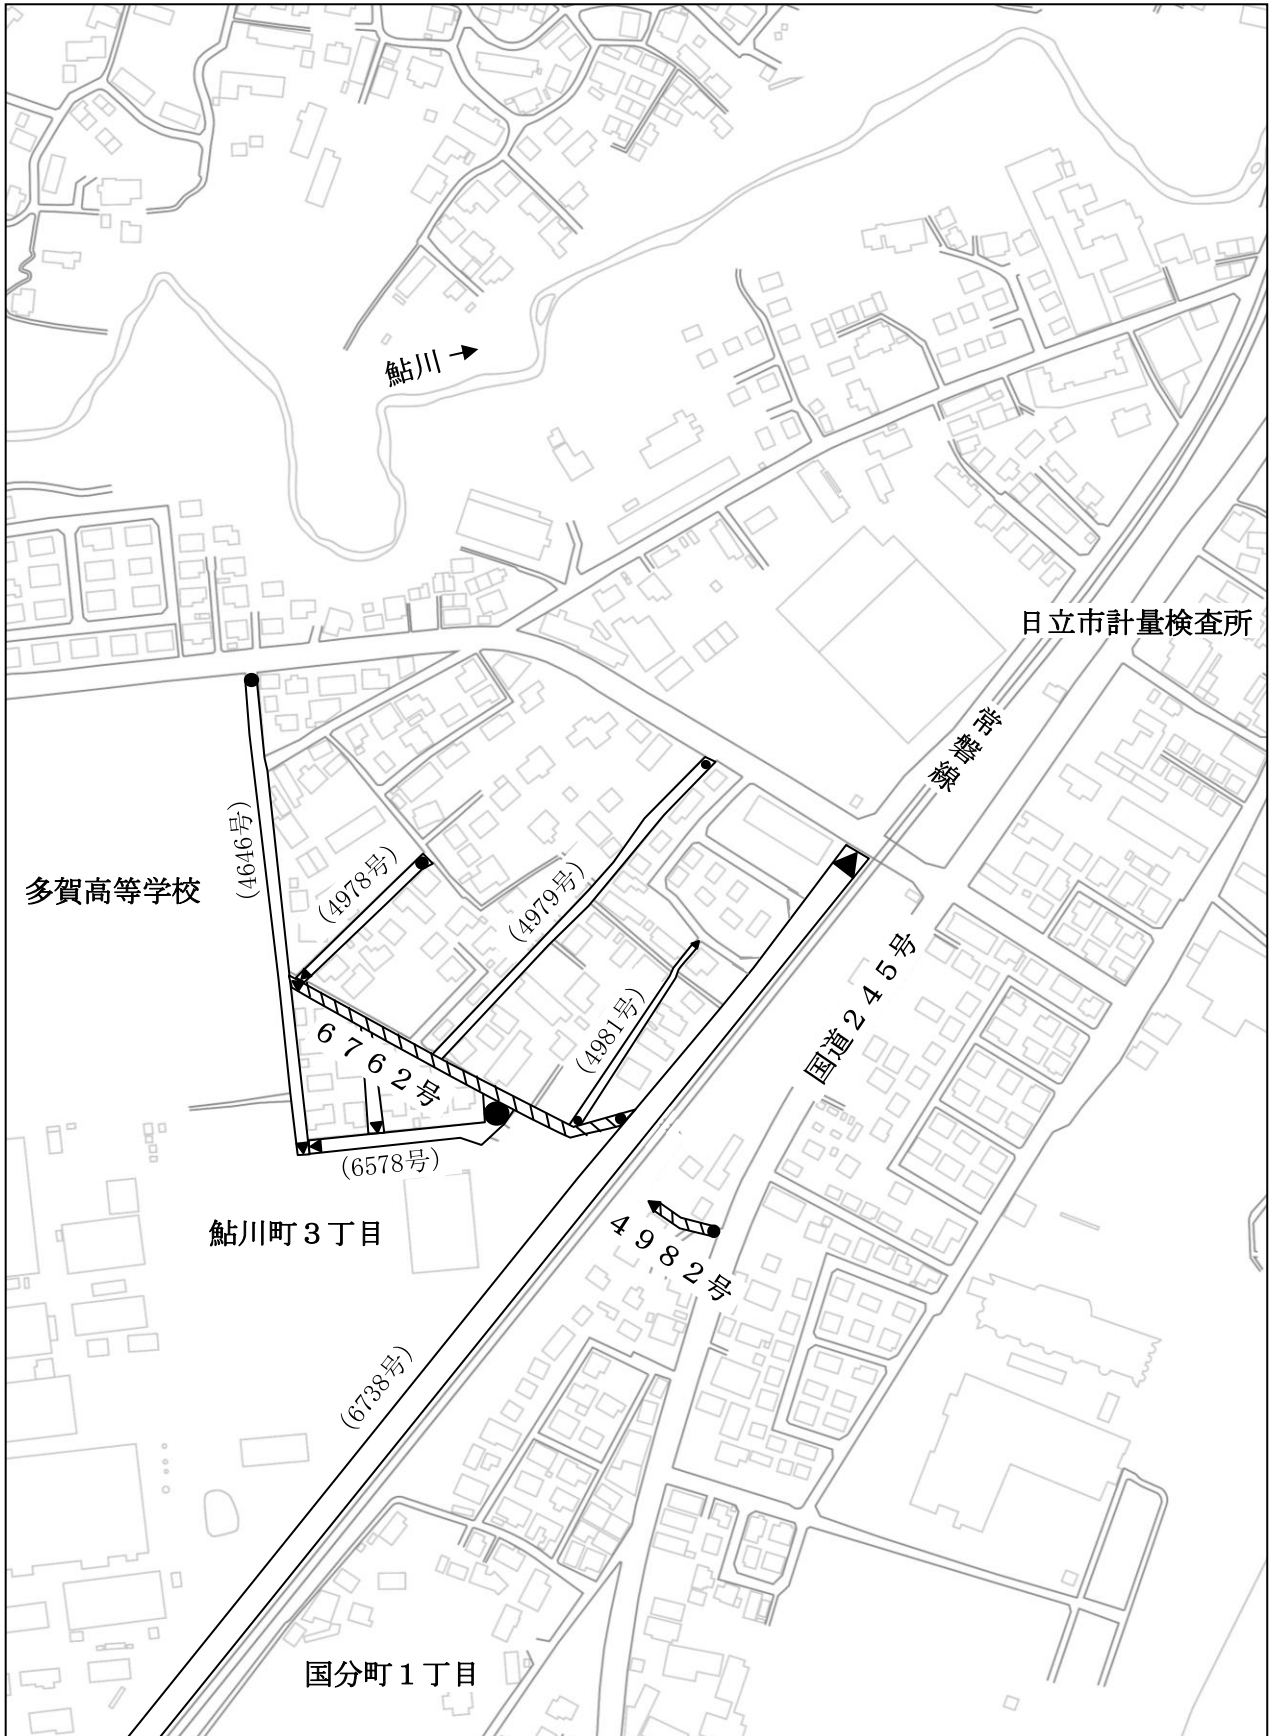 鮎川
日立市計量検査所
常磐線
(4646号)
多賀高等学校
(4978号)
(4979号)
国道２４５号
(4981号)
６７６２号
(6578号)
鮎川町３丁目
４９８２号
(6738号)
国分町１丁目